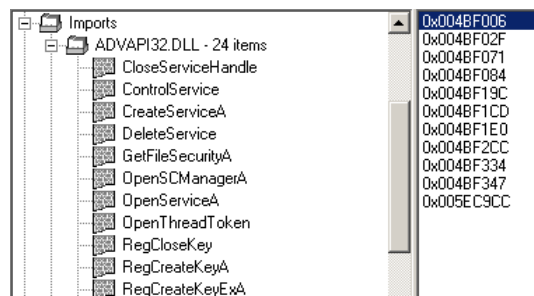 Imports
ADVAPI32.DLL - 24 items
CloseServiceHandle
ControlService
CreateServiceA
DeleteService
GetFileSecurityA
OpenSCManagerA
OpenServiceA
OpenThreadToken
RegCloseKey
RegCreateKeyA
RegCreateKeyExA
0x004BF006
0x004BF02F
0x004BF071
0x004BF084
0x004BF19C
0x004BF1CD
0x004BF1E0
0x004BF2CC
0x004BF334
0x004BF347
0x005EC9CC